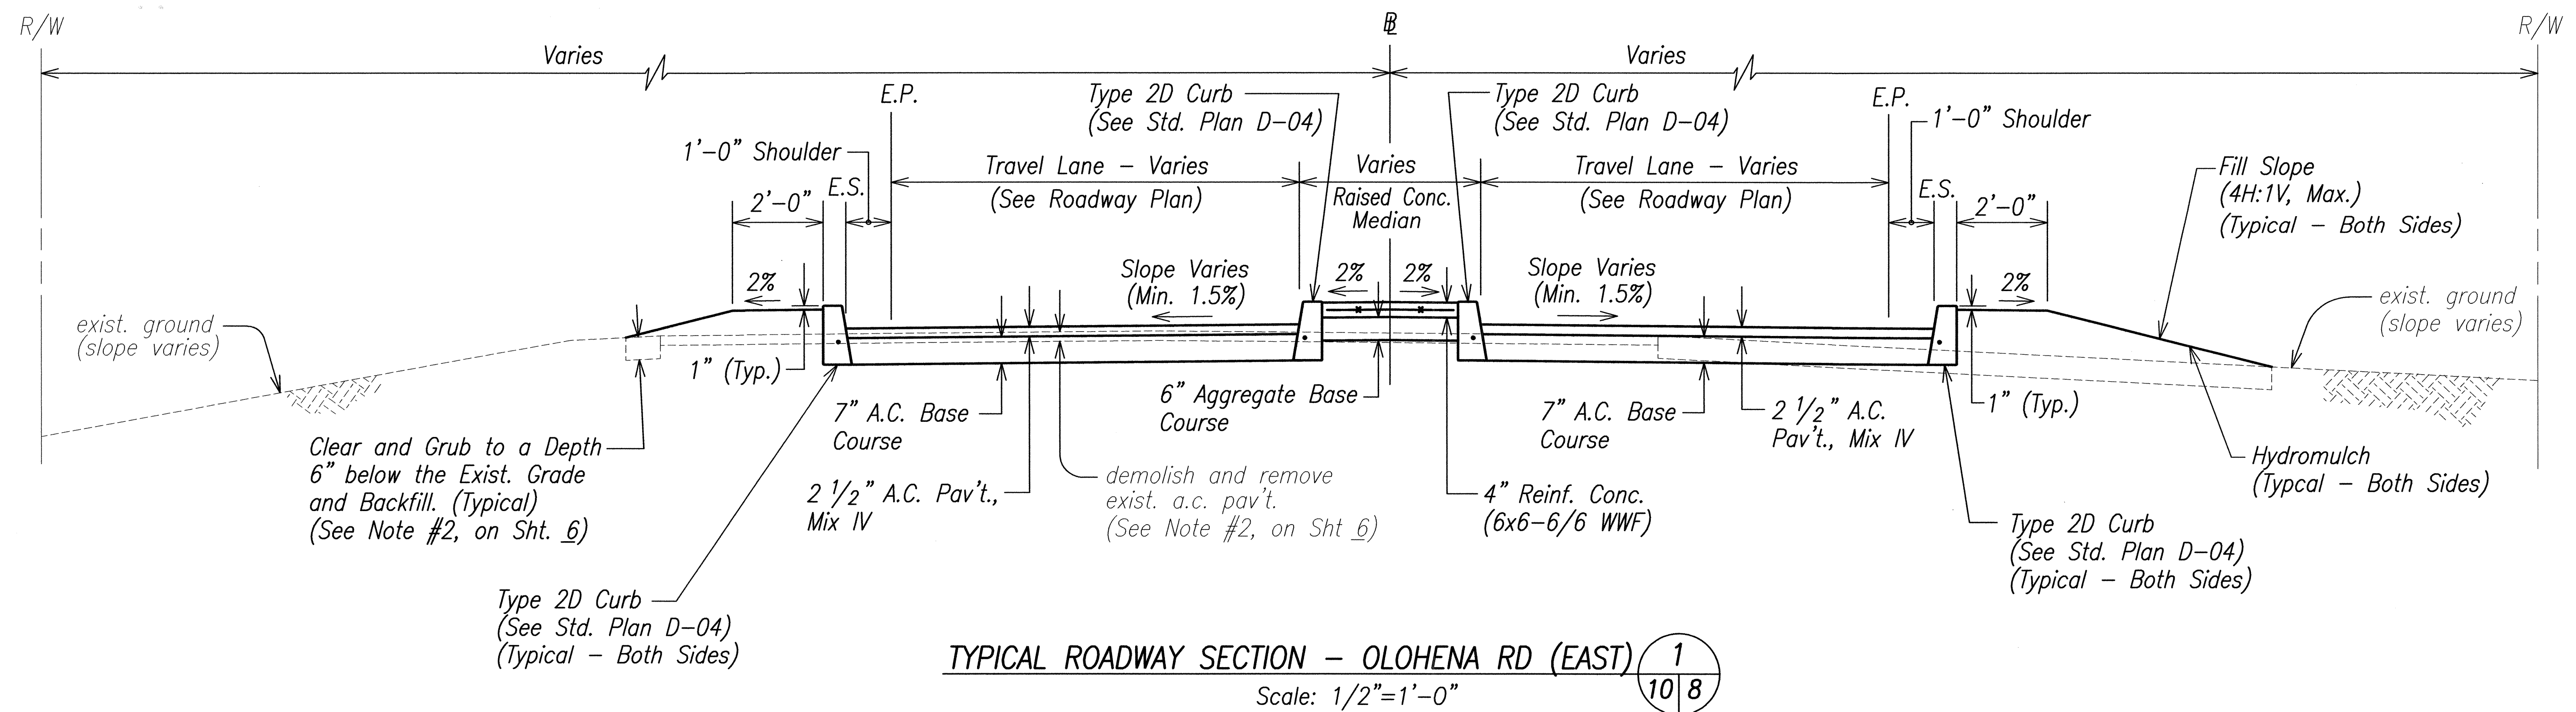 R/W
Varies
BL
Varies
R/W
E.P.
Type 2D Curb
(See Std. Plan D-04)
Type 2D Curb
(See Std. Plan D-04)
E.P.
1'-0" Shoulder
1'-0" Shoulder
Travel Lane - Varies
(See Roadway Plan)
Varies
Raised Conc.
Median
Travel Lane - Varies
(See Roadway Plan)
Fill Slope
(4H:1V, Max.)
(Typical - Both Sides)
2'-0"
E.S.
E.S.
2'-0"
2%
Slope Varies
(Min. 1.5%)
2%
2%
Slope Varies
(Min. 1.5%)
2%
exist. ground
(slope varies)
exist. ground
(slope varies)
1" (Typ.)
7" A.C. Base
Course
6" Aggregate Base
Course
7" A.C. Base
Course
2 1/2" A.C.
Pav't., Mix IV
1" (Typ.)
Clear and Grub to a Depth
6" below the Exist. Grade
and Backfill. (Typical)
(See Note #2, on Sht. 6)
2 1/2" A.C. Pav't.,
Mix IV
demolish and remove
exist. a.c. pav't.
(See Note #2, on Sht 6)
4" Reinf. Conc.
(6x6-6/6 WWF)
Hydromulch
(Typcal - Both Sides)
Type 2D Curb
(See Std. Plan D-04)
(Typical - Both Sides)
Type 2D Curb
(See Std. Plan D-04)
(Typical - Both Sides)
TYPICAL ROADWAY SECTION - OLOHENA RD (EAST)
1
10 8
Scale: 1/2"=1'-0"